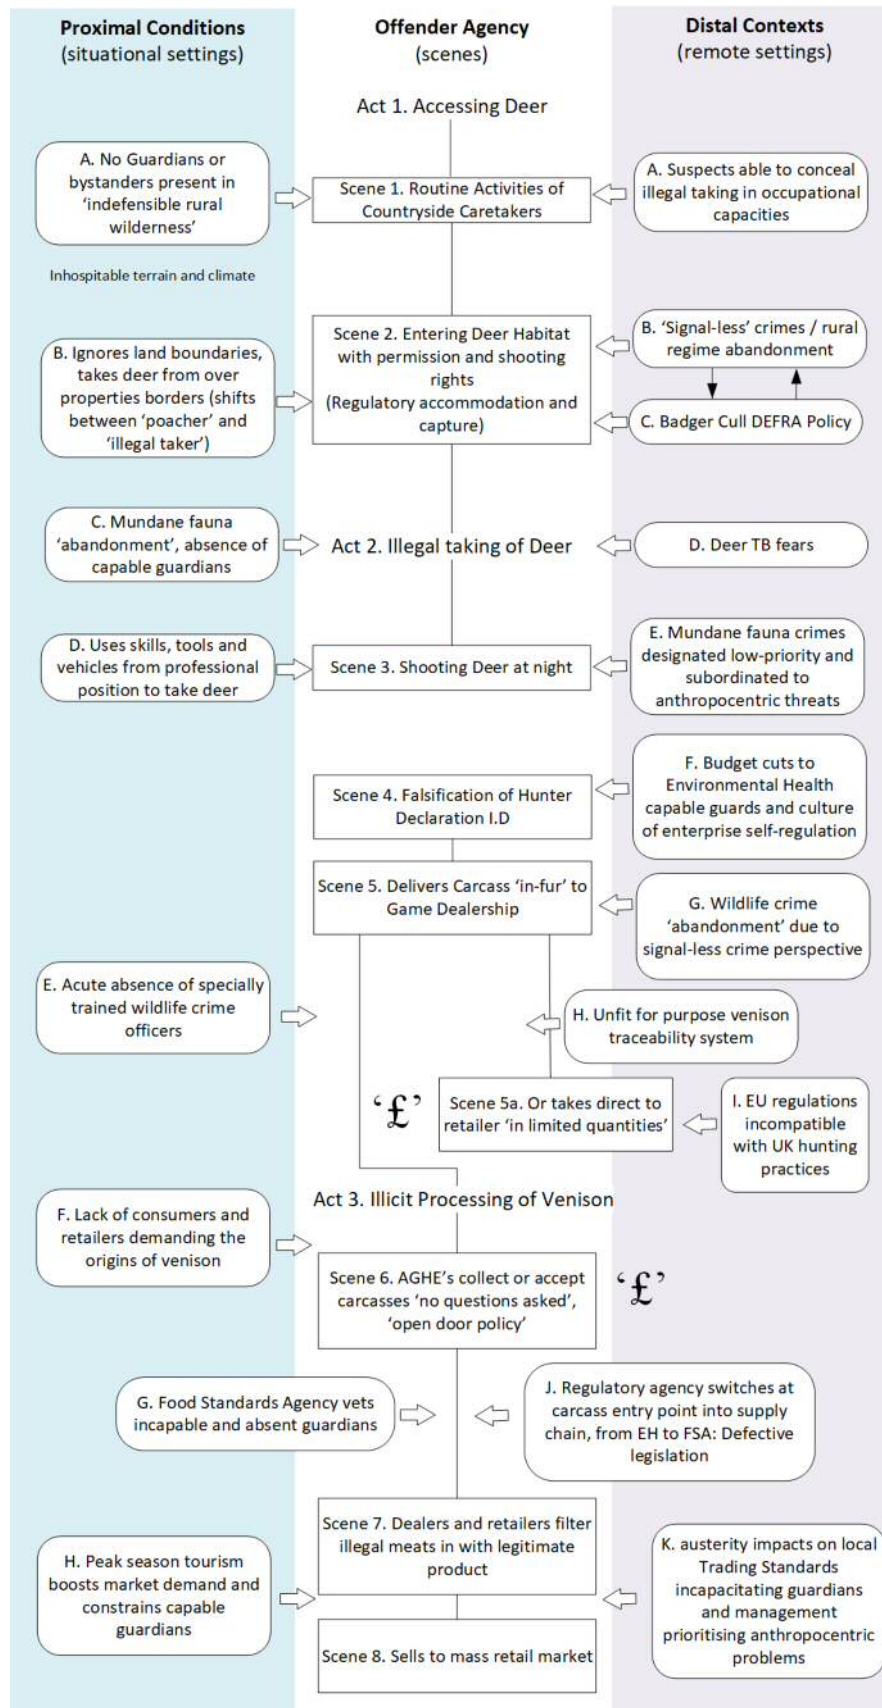 Proximal Conditions
(situational settings)
Offender Agency
(scenes)
Distal Contexts
(remote settings)
Act 1. Accessing Deer
A. No Guardians or
bystanders present in
‘indefensible rural
wilderness’
Scene 1. Routine Activities of
Countryside Caretakers
A. Suspects able to conceal
illegal taking in occupational
capacities
Inhospitable terrain and climate
B. Ignores land boundaries,
takes deer from over
properties borders (shifts
between ‘poacher’ and
‘illegal taker’)
Scene 2. Entering Deer Habitat
with permission and shooting
rights
(Regulatory accommodation and
capture)
B. ‘Signal-less’ crimes / rural
regime abandonment
C. Badger Cull DEFRA Policy
C. Mundane fauna
‘abandonment’, absence of
capable guardians
Act 2. Illegal taking of Deer
D. Deer TB fears
D. Uses skills, tools and
vehicles from professional
position to take deer
Scene 3. Shooting Deer at night
E. Mundane fauna crimes
designated low-priority and
subordinated to
anthropocentric threats
Scene 4. Falsification of Hunter
Declaration I.D
F. Budget cuts to
Environmental Health
capable guards and culture
of enterprise self-regulation
Scene 5. Delivers Carcass ‘in-fur’ to
Game Dealership
G. Wildlife crime
‘abandonment’ due to
signal-less crime perspective
E. Acute absence of specially
trained wildlife crime
officers
H. Unfit for purpose venison
traceability system
‘£’
Scene 5a. Or takes direct to
retailer ‘in limited quantities’
I. EU regulations
incompatible
with UK hunting
practices
Act 3. Illicit Processing of Venison
F. Lack of consumers and
retailers demanding the
origins of venison
Scene 6. AGHE’s collect or accept
carcasses ‘no questions asked’,
‘open door policy’
‘£’
G. Food Standards Agency vets
incapable and absent guardians
J. Regulatory agency switches at
carcass entry point into supply
chain, from EH to FSA: Defective
legislation
Scene 7. Dealers and retailers filter
illegal meats in with legitimate
product
H. Peak season tourism
boosts market demand and
constrains capable
guardians
K. austerity impacts on local
Trading Standards
incapacitating guardians
and management
prioritising anthropocentric
problems
Scene 8. Sells to mass retail market